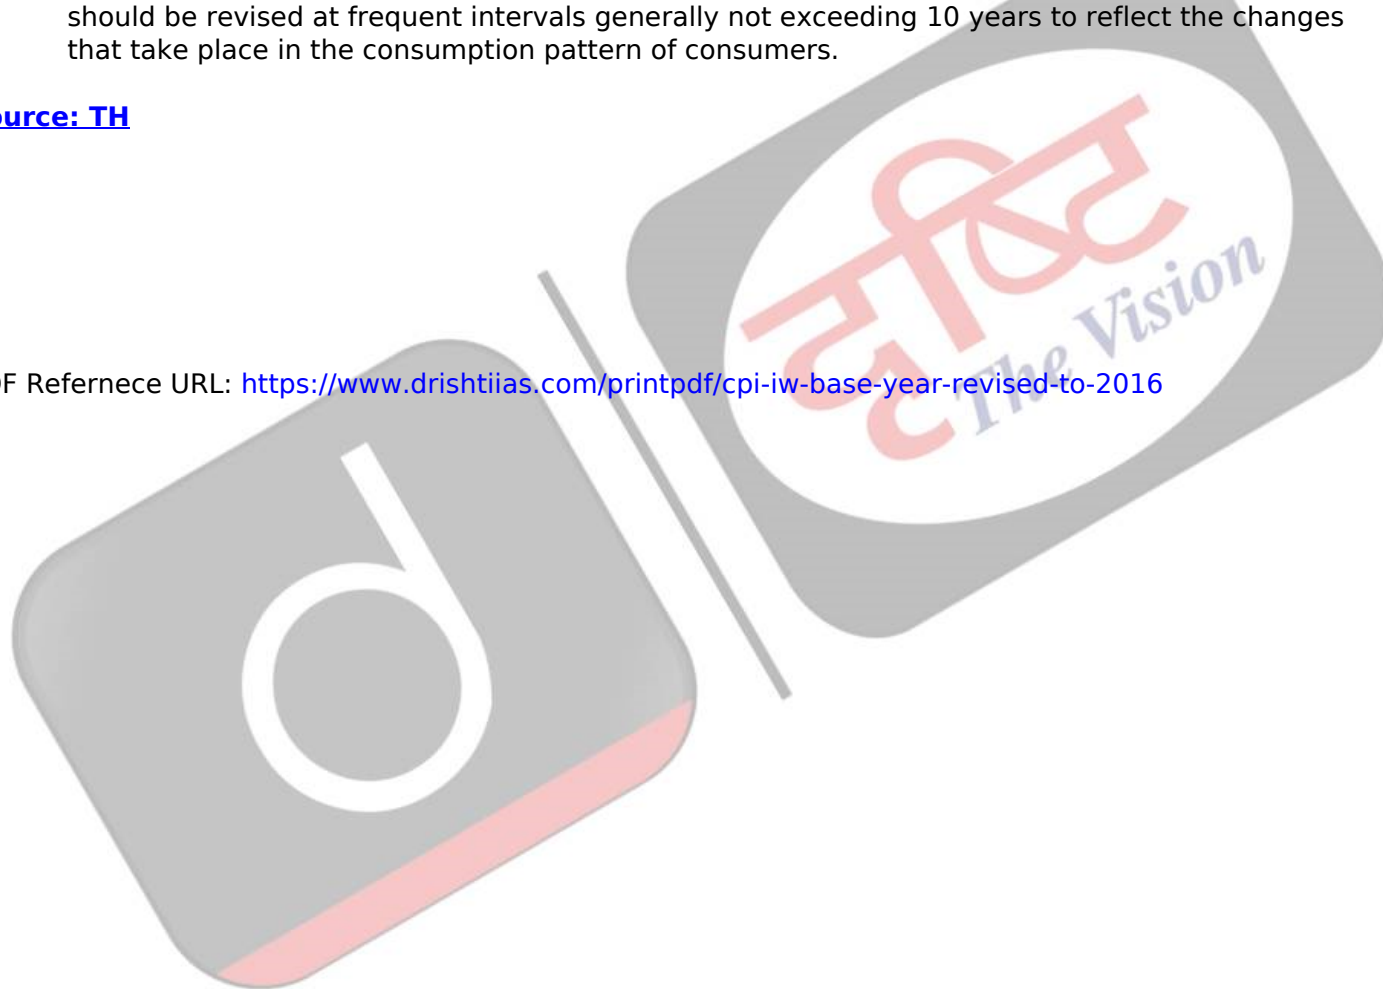 should be revised at frequent intervals generally not exceeding 10 years to reflect the changes
that take place in the consumption pattern of consumers.
ource: TH
दृष्टि
The Vision
F Refernece URL: https://www.drishtiias.com/printpdf/cpi-iw-base-year-revised-to-2016
d